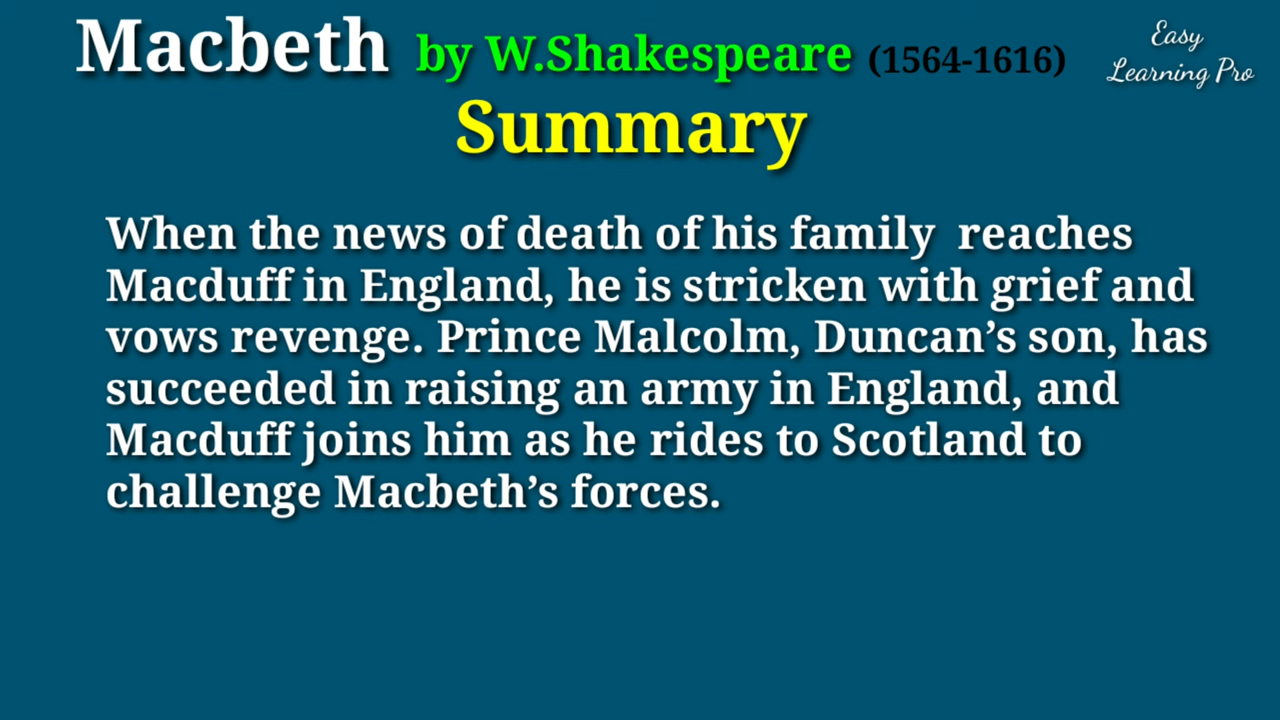 Macbeth by W.Shakespeare (1564-1616)
Easy
Learning Pro
Summary
When the news of death of his family reaches
Macduff in England, he is stricken with grief and
vows revenge. Prince Malcolm, Duncan’s son, has
succeeded in raising an army in England, and
Macduff joins him as he rides to Scotland to
challenge Macbeth’s forces.